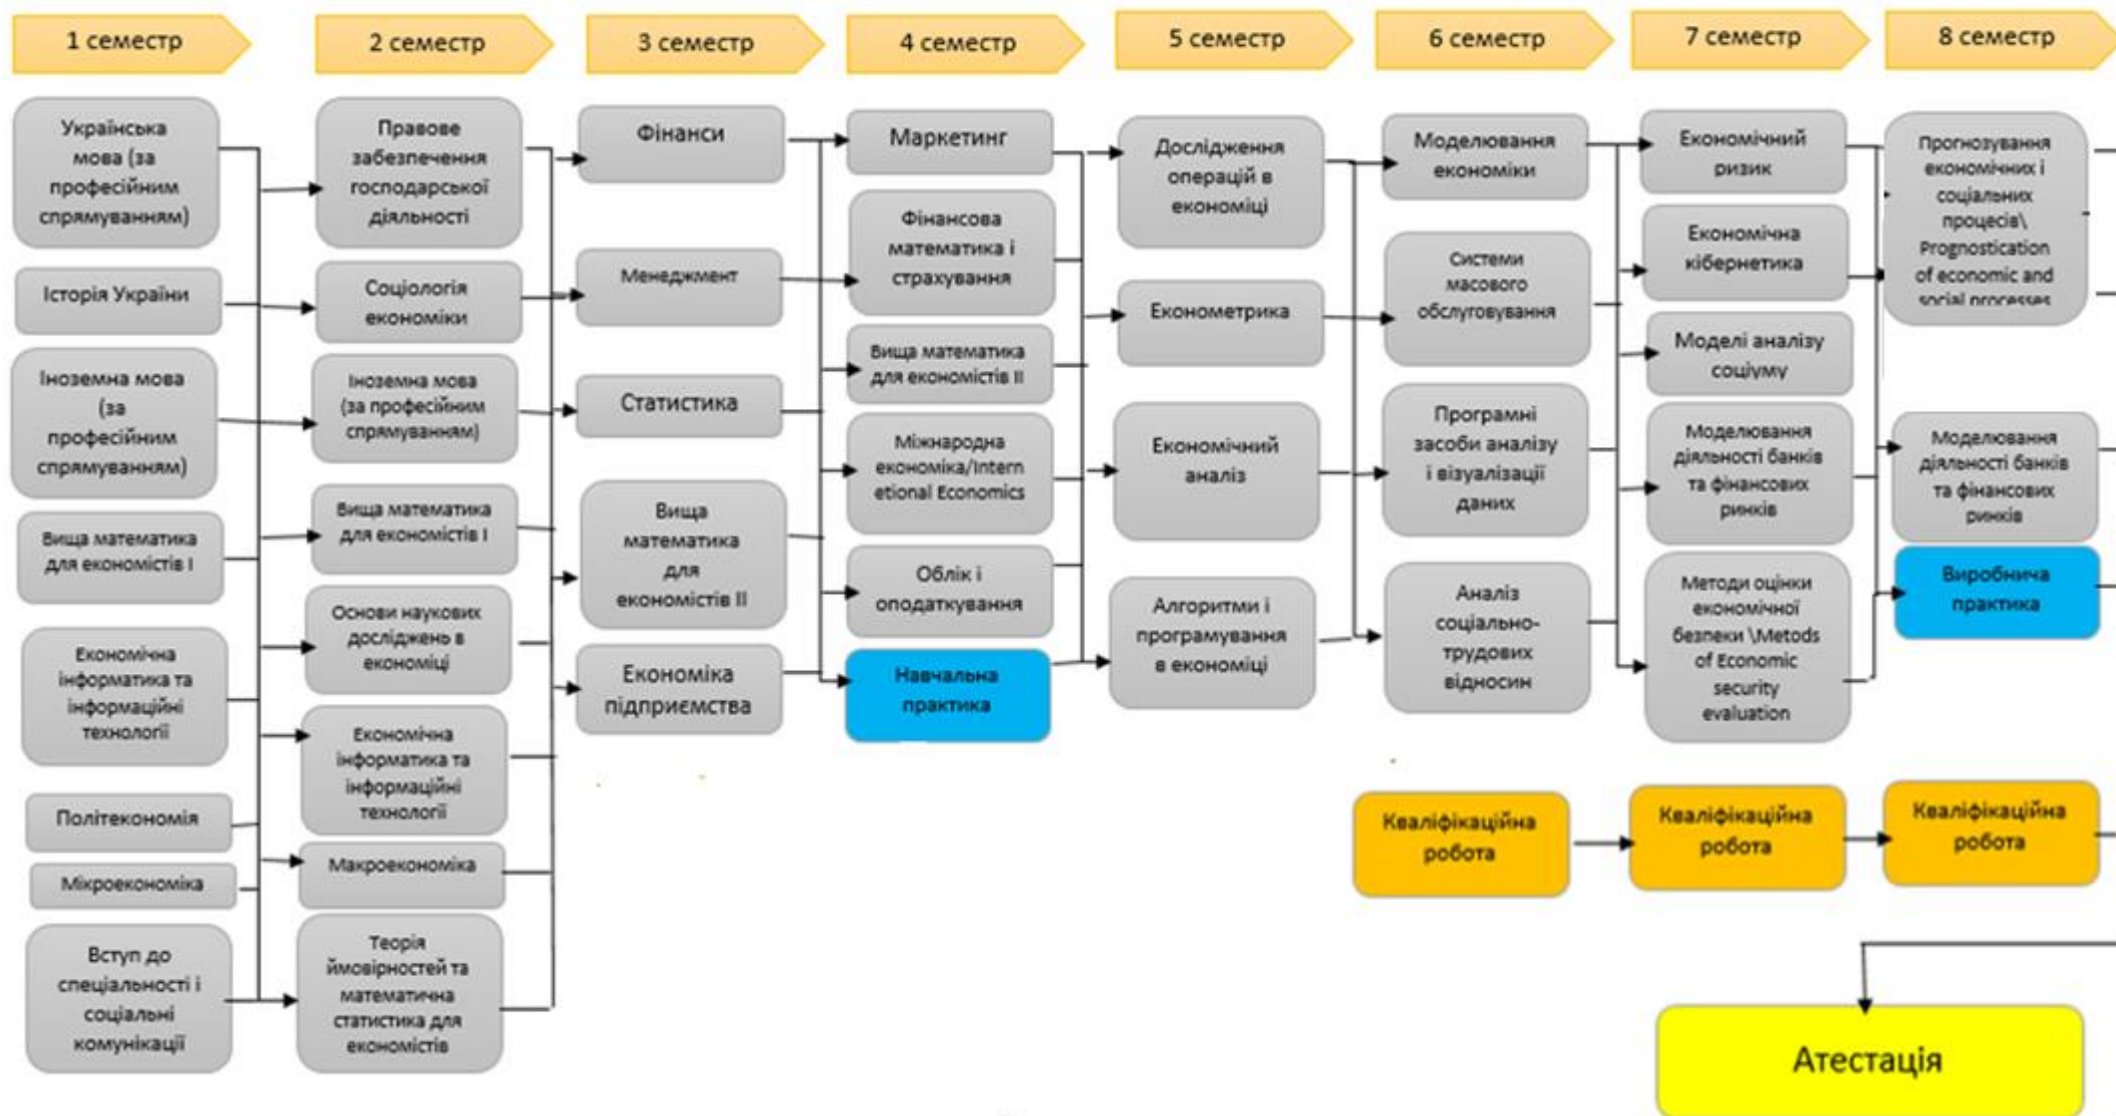 1 семестр
2 семестр
3 семестр
4 семестр
5 семестр
6 семестр
7 семестр
8 семестр
Українська
мова (за
професійним
спрямуванням)
Історія України
Іноземна мова
(за
професійним
спрямуванням)
Вища математика
для економістів І
Економічна
інформатика та
інформаційні
технології
Політекономія
Мікроекономіка
Вступ до
спеціальності і
соціальні
комунікації
Правове
забезпечення
господарської
діяльності
Соціологія
економіки
Іноземна мова
(за професійним
спрямуванням)
Вища математика
для економістів І
Основи наукових
досліджень в
економіці
Економічна
інформатика та
інформаційні
технології
Макроекономіка
Теорія
ймовірностей та
математична
статистика для
економістів
Фінанси
Менеджмент
Статистика
Вища
математика
для
економістів ІІ
Економіка
підприємства
Маркетинг
Фінансова
математика і
страхування
Вища математика
для економістів ІІ
Міжнародна
економіка/Intern
etional Economics
Облік і
оподаткування
Навчальна
практика
Дослідження
операцій в
економіці
Економетрика
Економічний
аналіз
Алгоритми і
програмування
в економіці
Моделювання
економіки
Системи
масового
обслуговування
Програмні
засоби аналізу
і візуалізації
даних
Аналіз
соціально-
трудових
відносин
Кваліфікаційна
робота
Економічний
ризик
Економічна
кібернетика
Моделі аналізу
соціуму
Моделювання
діяльності банків
та фінансових
ринків
Методи оцінки
економічної
безпеки \Metods
of Economic
security
evaluation
Кваліфікаційна
робота
Прогнозування
економічних і
соціальних
процесів\
Prognostication
of economic and
social processes
Моделювання
діяльності банків
та фінансових
ринків
Виробнича
практика
Кваліфікаційна
робота
Атестація